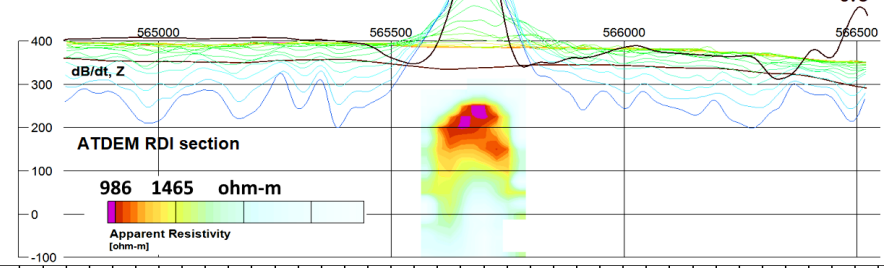 565000 565500 566000 566500
400
dB/dt, Z
300
200
ATDEM RDI section
100
986 1465 ohm-m
0
Apparent Resistivity
[ohm-m]
-100